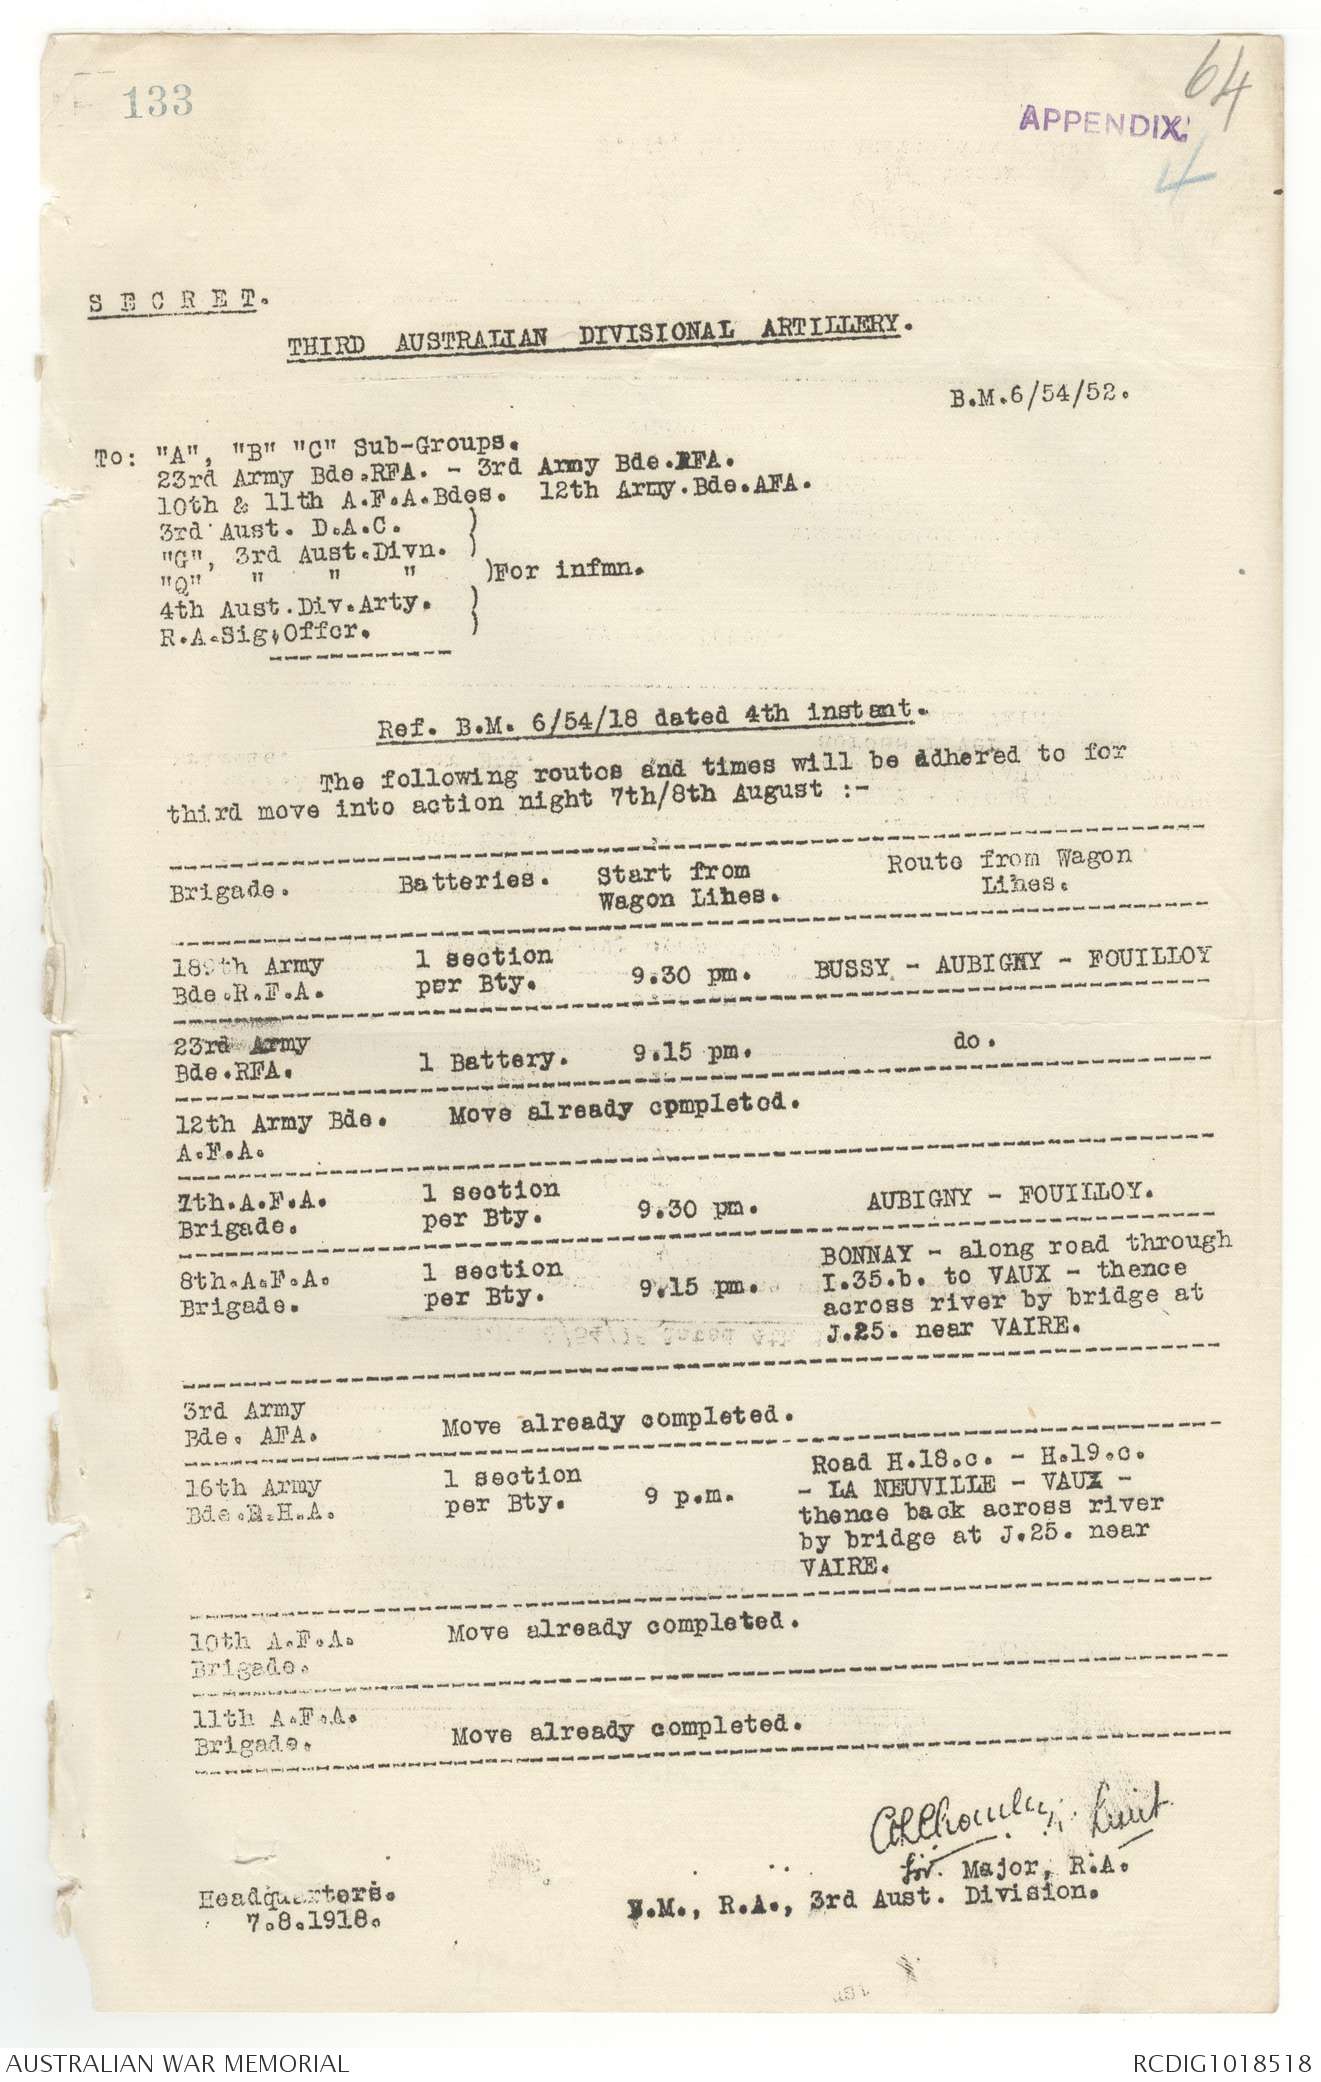 133
64
APPENDIX.
4
S E C R E T.
THIRD AUSTRALIAN DIVISIONAL ARTILLERY.
B.M.6/54/52.
To: "A", "B" "C" Sub-Groups.
23rd Army Bde.RFA. - 3rd Army Bde.RFA.
10th & 11th A.F.A.Bdes. 12th Army.Bde.AFA.
3rd Aust. D.A.C. )
"G", 3rd Aust.Divn. )
"Q" " " " )For infmn.
4th Aust.Div.Arty. )
R.A.Sig.Offcr. )
Ref. B.M. 6/54/18 dated 4th instant.
The following routes and times will be adhered to for
third move into action night 7th/8th August :-
Brigade. Batteries. Start from Wagon Lines. Route from Wagon Lines.
189th Army Bde.R.F.A. 1 section per Bty. 9.30 pm. BUSSY - AUBIGNY - FOUILLOY
23rd Army Bde.RFA. 1 Battery. 9.15 pm. do.
12th Army Bde. A.F.A. Move already completed.
7th.A.F.A. Brigade. 1 section per Bty. 9.30 pm. AUBIGNY - FOUILLOY.
8th.A.F.A. Brigade. 1 section per Bty. 9.15 pm. BONNAY - along road through
I.35.b. to VAUX - thence
across river by bridge at
J.25. near VAIRE.
3rd Army Bde. AFA. Move already completed.
16th Army Bde.R.H.A. 1 section per Bty. 9 p.m. Road H.18.c. - H.19.c.
- LA NEUVILLE - VAUX -
thence back across river
by bridge at J.25. near
VAIRE.
10th A.F.A. Brigade. Move already completed.
11th A.F.A. Brigade. Move already completed.
Lieut
for Major, R.A.
B.M., R.A., 3rd Aust. Division.
Headquarters.
7.8.1918.
AUSTRALIAN WAR MEMORIAL
RCDIG1018518